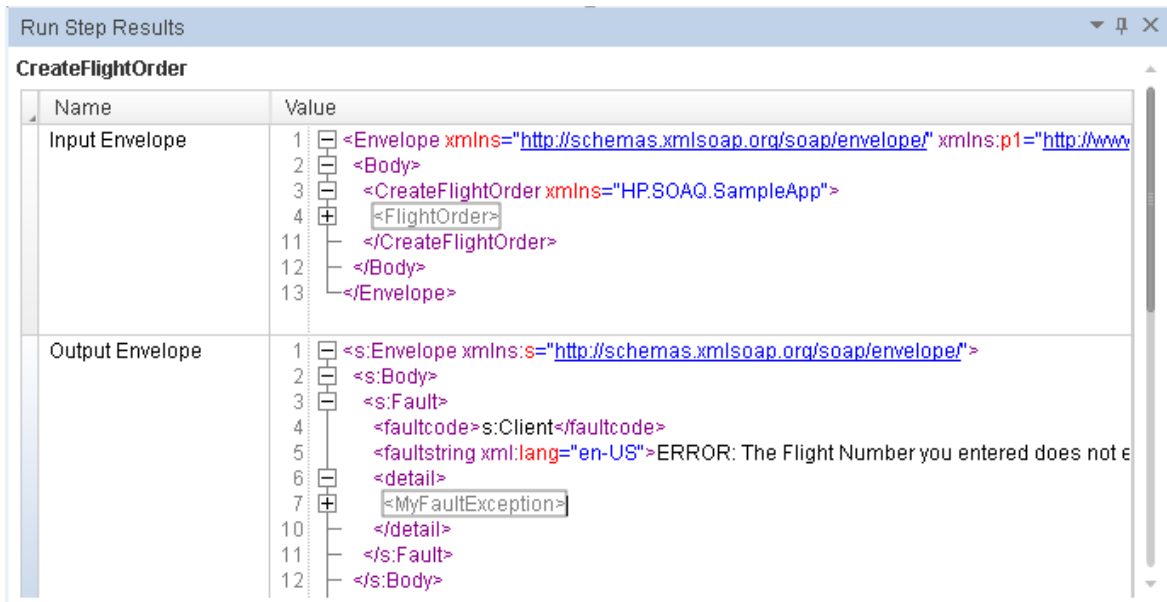 Run Step Results
CreateFlightOrder
Name Value
Input Envelope
1 <Envelope xmlns="http://schemas.xmlsoap.org/soap/envelope/" xmlns:p1="http://www
2 <Body>
3 <CreateFlightOrder xmlns="HP.SOAQ.SampleApp">
4 <FlightOrder>
11 </CreateFlightOrder>
12 </Body>
13 </Envelope>
Output Envelope
1 <s:Envelope xmlns:s="http://schemas.xmlsoap.org/soap/envelope/">
2 <s:Body>
3 <s:Fault>
4 <faultcode>s:Client</faultcode>
5 <faultstring xml:lang="en-US">ERROR: The Flight Number you entered does not e
6 <detail>
7 <MyFaultException>
10 </detail>
11 </s:Fault>
12 </s:Body>